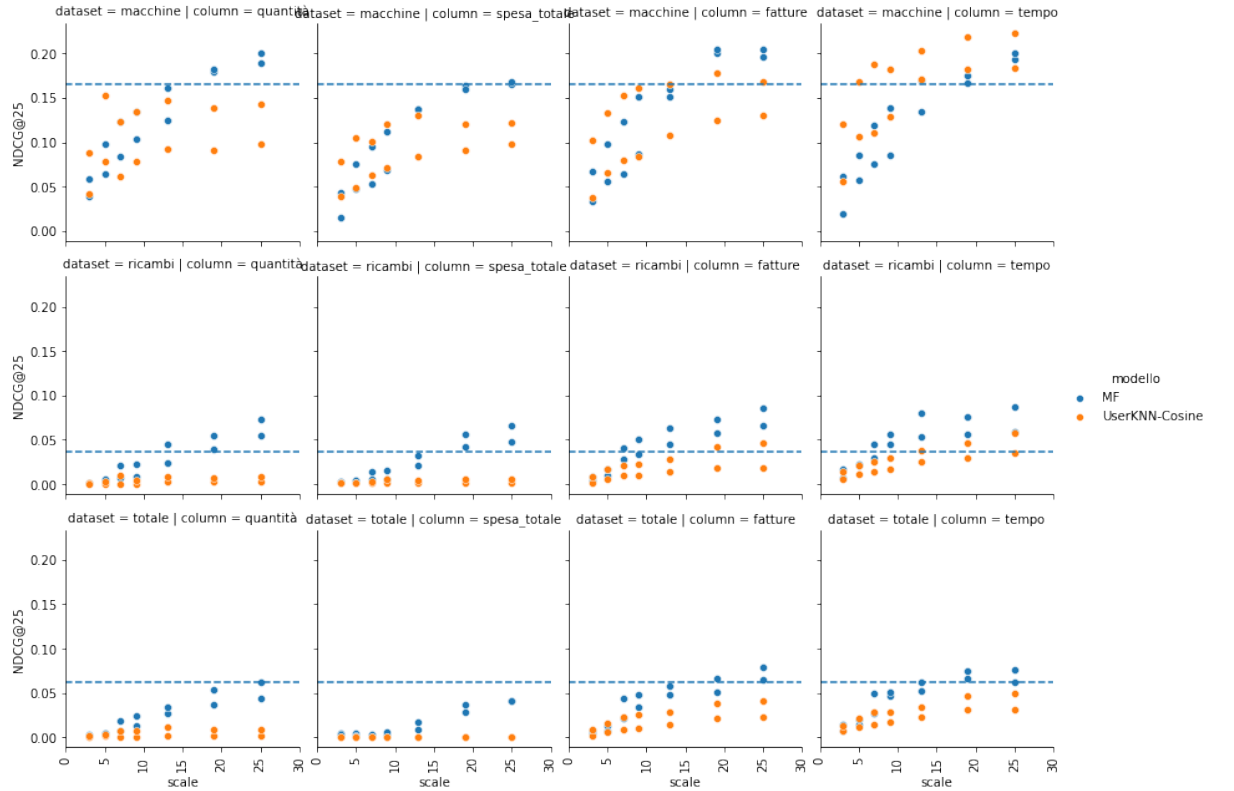 dataset = macchine | column = quantità
dataset = macchine | column = spesa_totale
dataset = macchine | column = fatture
dataset = macchine | column = tempo
NDCG@25
0.20
0.15
0.10
0.05
0.00
dataset = ricambi | column = quantità
dataset = ricambi | column = spesa_totale
dataset = ricambi | column = fatture
dataset = ricambi | column = tempo
NDCG@25
0.20
0.15
0.10
0.05
0.00
modello
MF
UserKNN-Cosine
dataset = totale | column = quantità
dataset = totale | column = spesa_totale
dataset = totale | column = fatture
dataset = totale | column = tempo
NDCG@25
0.20
0.15
0.10
0.05
0.00
0 5 10 15 20 25 30
0 5 10 15 20 25 30
0 5 10 15 20 25 30
0 5 10 15 20 25 30
scale
scale
scale
scale